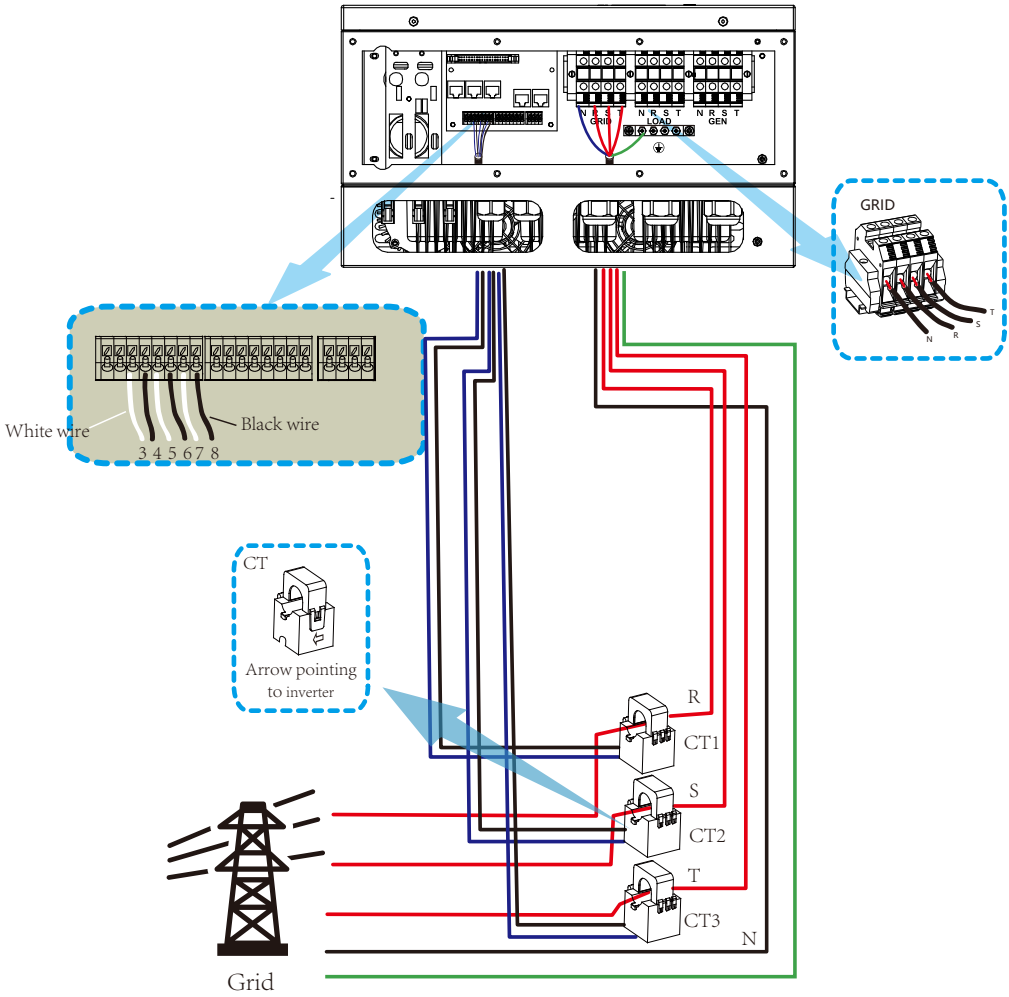 N R S T N R S T N R S T
GRID LOAD GEN
GRID
T
S
R
N
White wire
Black wire
3 4 5 6 7 8
CT
Arrow pointing
to inverter
R
CT1
S
CT2
T
CT3
N
Grid